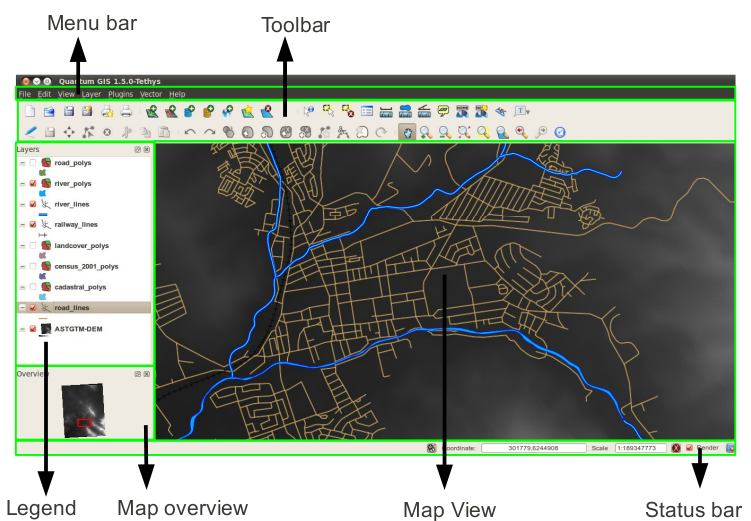 Menu bar
Toolbar
Quantum GIS 1.5.0-Tethys
File Edit View Layer Plugins Vector Help
Layers
road_polys
river_polys
river_lines
railway_lines
landcover_polys
census_2001_polys
cadastral_polys
road_lines
ASTGTM-DEM
Overview
Coordinate: 301779,6244908 Scale 1:189347773 Render
Legend
Map overview
Map View
Status bar